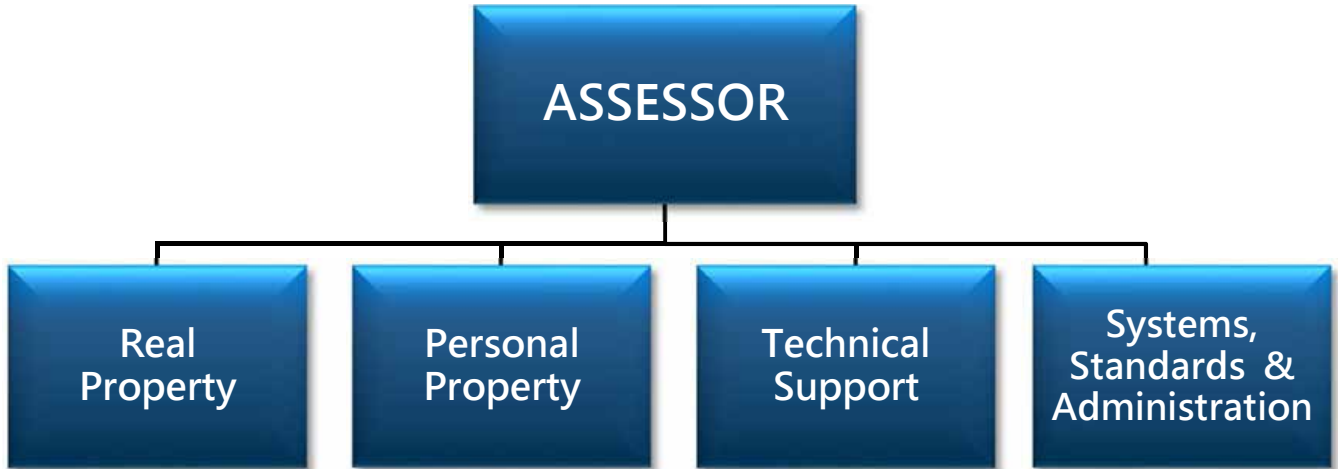 ASSESSOR
Real
Property
Personal
Property
Technical
Support
Systems,
Standards &
Administration